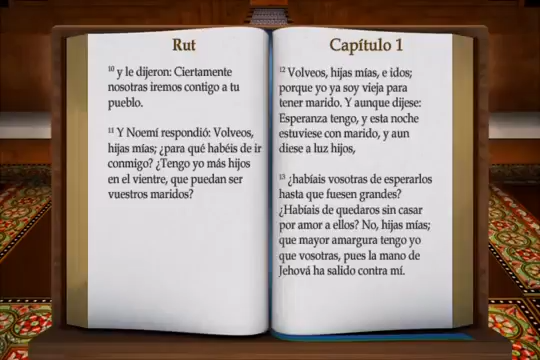 Rut
¹⁰ y le dijeron: Ciertamente
nosotras iremos contigo a tu
pueblo.
¹¹ Y Noemí respondió: Volveos,
hijas mías; ¿para qué habéis de ir
conmigo? ¿Tengo yo más hijos
en el vientre, que puedan ser
vuestros maridos?
Capítulo 1
¹² Volveos, hijas mías, e idos;
porque yo ya soy vieja para
tener marido. Y aunque dijese:
Esperanza tengo, y esta noche
estuviese con marido, y aun
diese a luz hijos,
¹³ ¿habíais vosotras de esperarlos
hasta que fuesen grandes?
¿Habíais de quedaros sin casar
por amor a ellos? No, hijas mías;
que mayor amargura tengo yo
que vosotras, pues la mano de
Jehová ha salido contra mí.